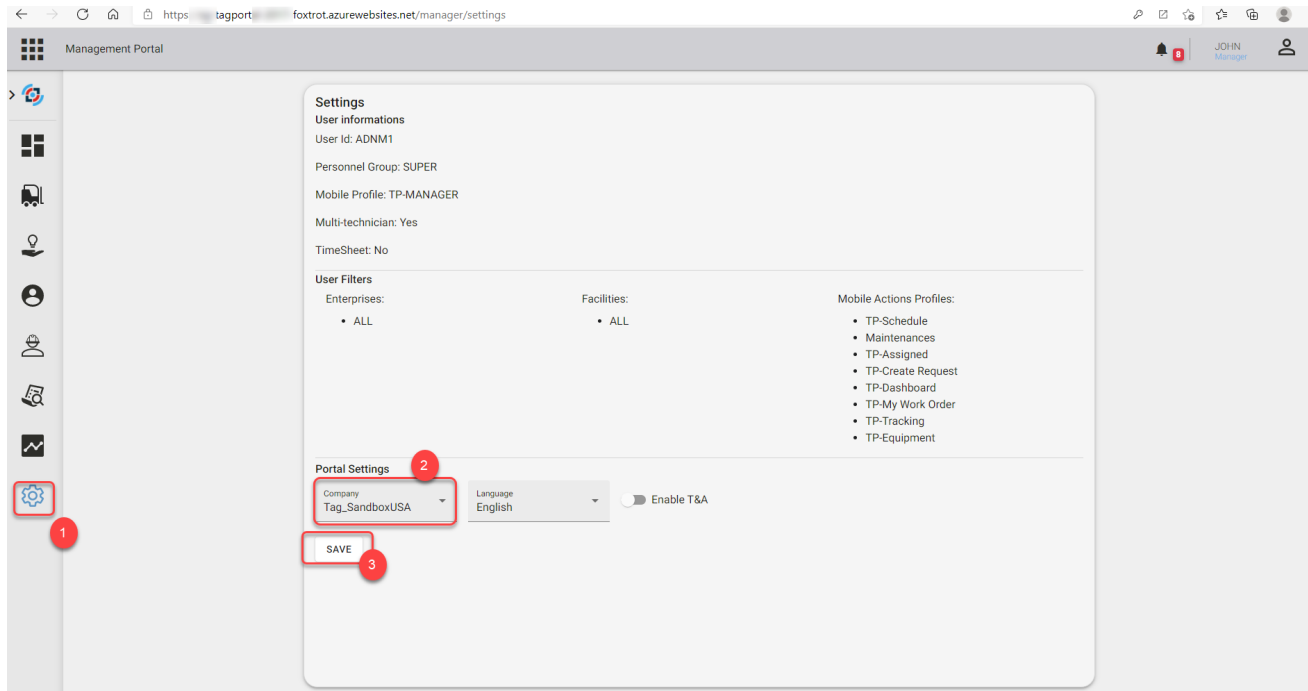 https tagport foxtrot.azurewebsites.net/manager/settings
Management Portal
8
JOHN
Manager
Settings
User informations
User Id: ADNM1
Personnel Group: SUPER
Mobile Profile: TP-MANAGER
Multi-technician: Yes
TimeSheet: No
User Filters
Enterprises: Facilities: Mobile Actions Profiles:
• ALL • ALL • TP-Schedule
• Maintenances
• TP-Assigned
• TP-Create Request
• TP-Dashboard
• TP-My Work Order
• TP-Tracking
• TP-Equipment
Portal Settings
2
Company Language
Tag_SandboxUSA English Enable T&A
1
SAVE
3